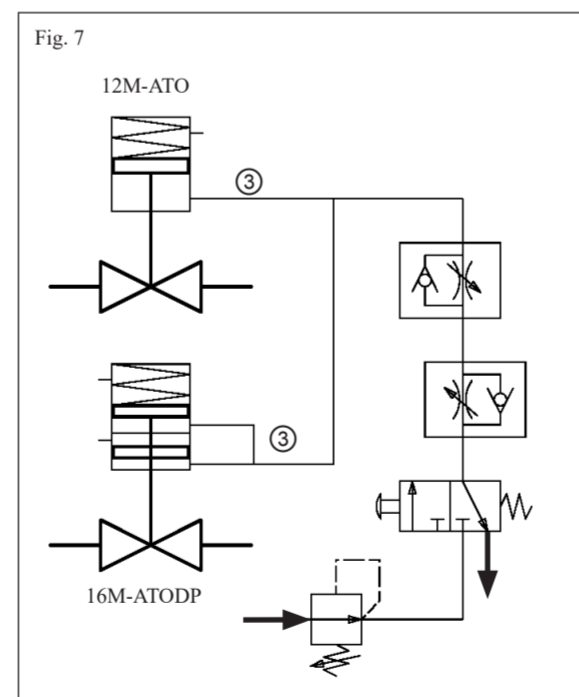 Fig. 7
12M-ATO
③
③
16M-ATODP